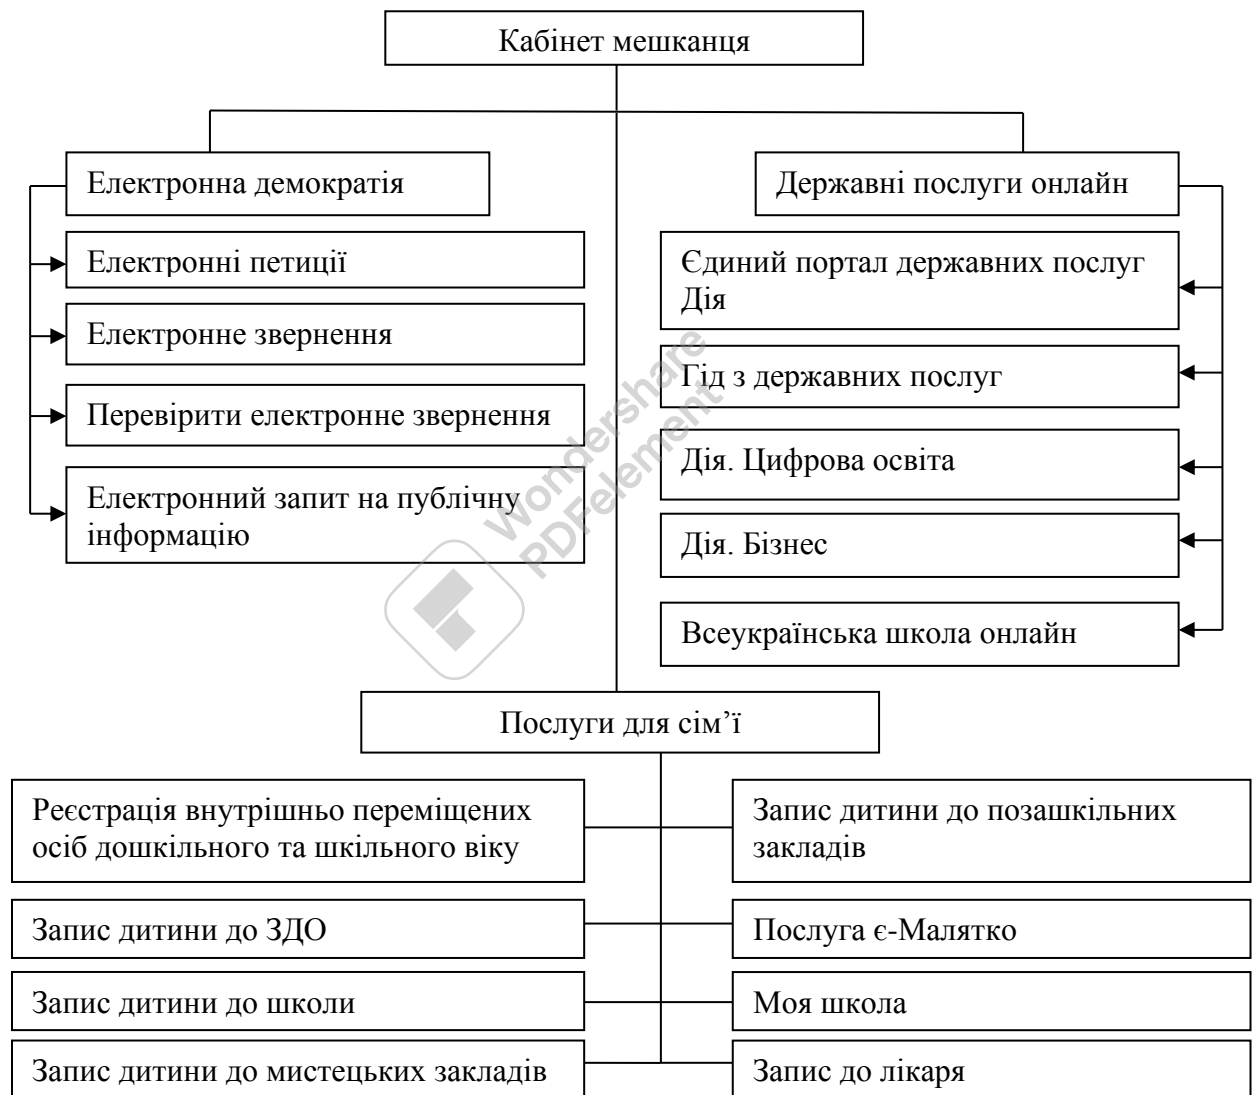 Кабінет мешканця
Електронна демократія
Електронні петиції
Електронне звернення
Перевірити електронне звернення
Електронний запит на публічну
інформацію
Державні послуги онлайн
Єдиний портал державних послуг
Дія
Гід з державних послуг
Дія. Цифрова освіта
Дія. Бізнес
Всеукраїнська школа онлайн
Wondershare
PDFelement
Послуги для сім’ї
Реєстрація внутрішньо переміщених
осіб дошкільного та шкільного віку
Запис дитини до ЗДО
Запис дитини до школи
Запис дитини до мистецьких закладів
Запис дитини до позашкільних
закладів
Послуга є-Малятко
Моя школа
Запис до лікаря